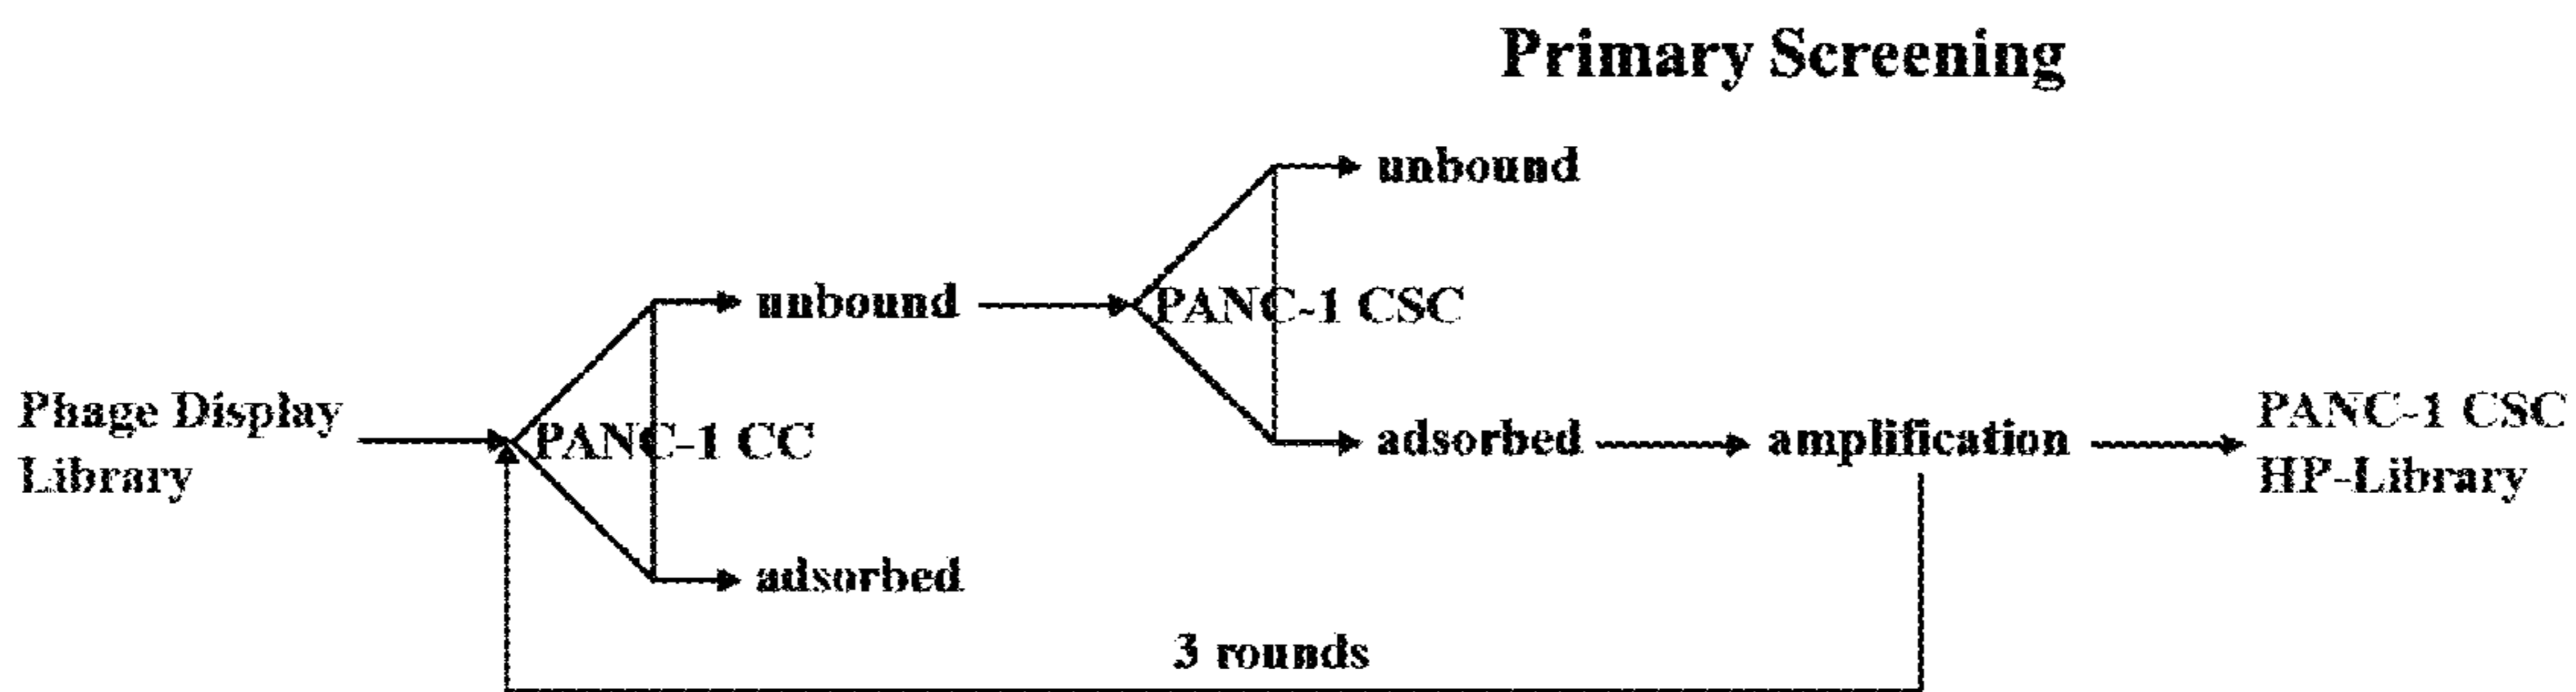 Primary Screening
unbound
unbound
PANC-1 CSC
Phage Display
Library
PANC-1 CC
adsorbed
adsorbed
amplification
PANC-1 CSC
HP-Library
3 rounds